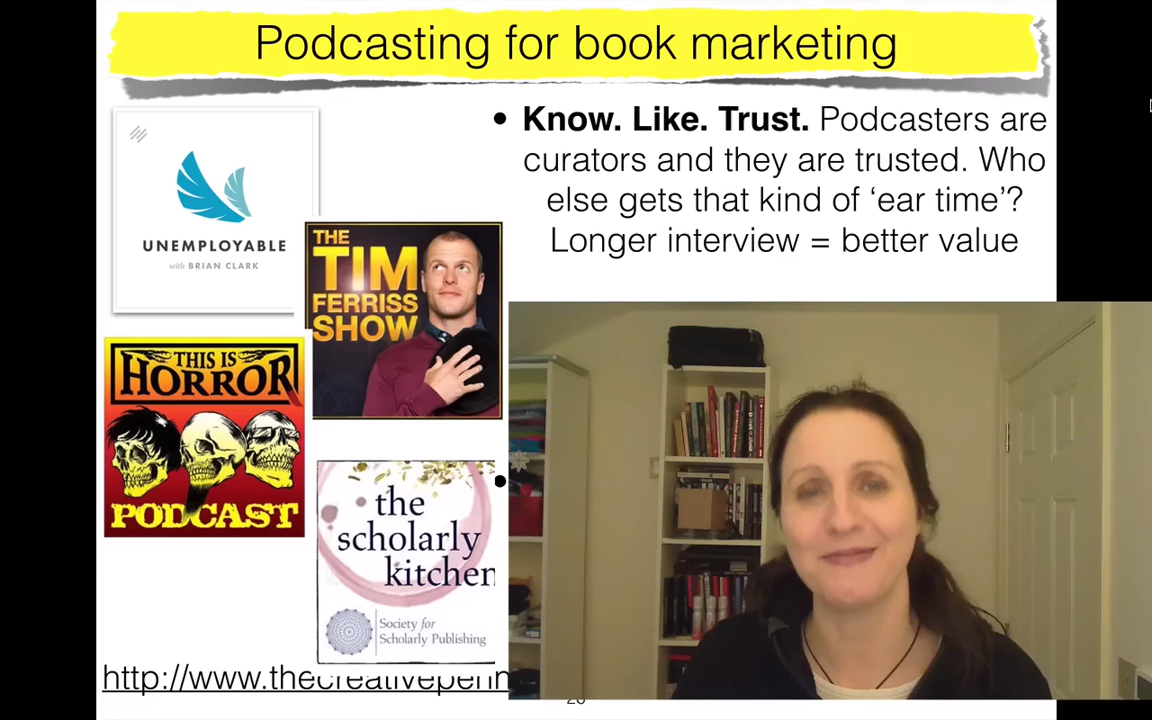 Podcasting for book marketing
• Know. Like. Trust. Podcasters are
curators and they are trusted. Who
else gets that kind of ‘ear time’?
Longer interview = better value
UNEMPLOYABLE
with BRIAN CLARK
THE
TIM
FERRISS
SHOW
THIS IS
HORROR
PODCAST
the
scholarly
kitchen
Society for
Scholarly Publishing
•